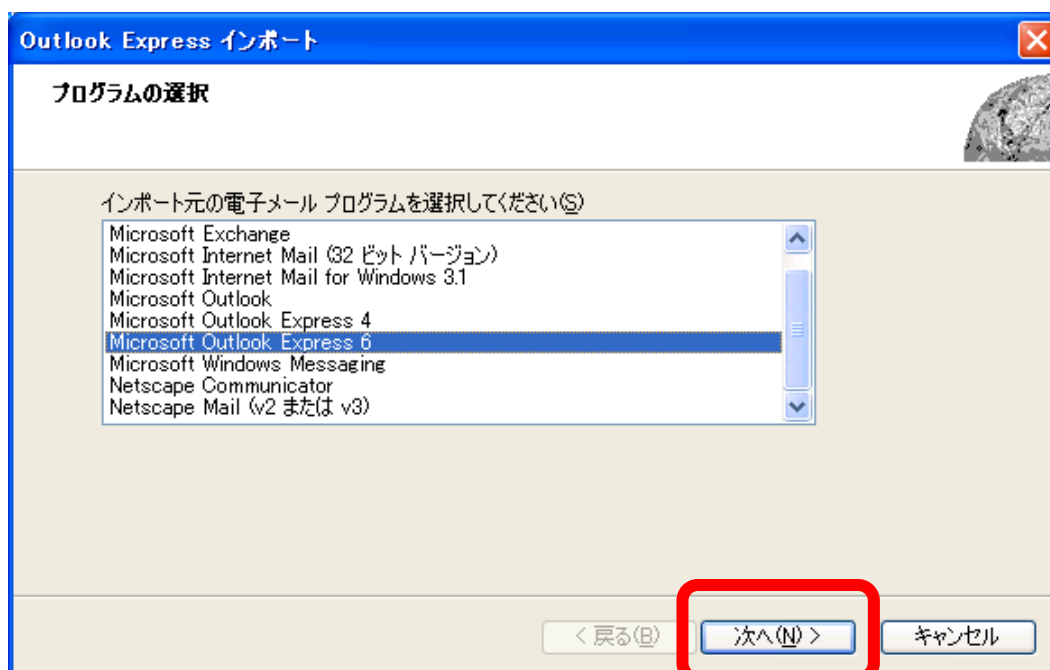 Outlook Express インポート
プログラムの選択
インポート元の電子メール プログラムを選択してください(S)
Microsoft Exchange
Microsoft Internet Mail (32 ビット バージョン)
Microsoft Internet Mail for Windows 3.1
Microsoft Outlook
Microsoft Outlook Express 4
Microsoft Outlook Express 6
Microsoft Windows Messaging
Netscape Communicator
Netscape Mail (v2 または v3)
< 戻る(B) 次へ(N) > キャンセル